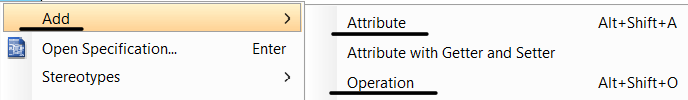 Add > Attribute Alt+Shift+A
Open Specification... Enter Attribute with Getter and Setter
Stereotypes > Operation Alt+Shift+O